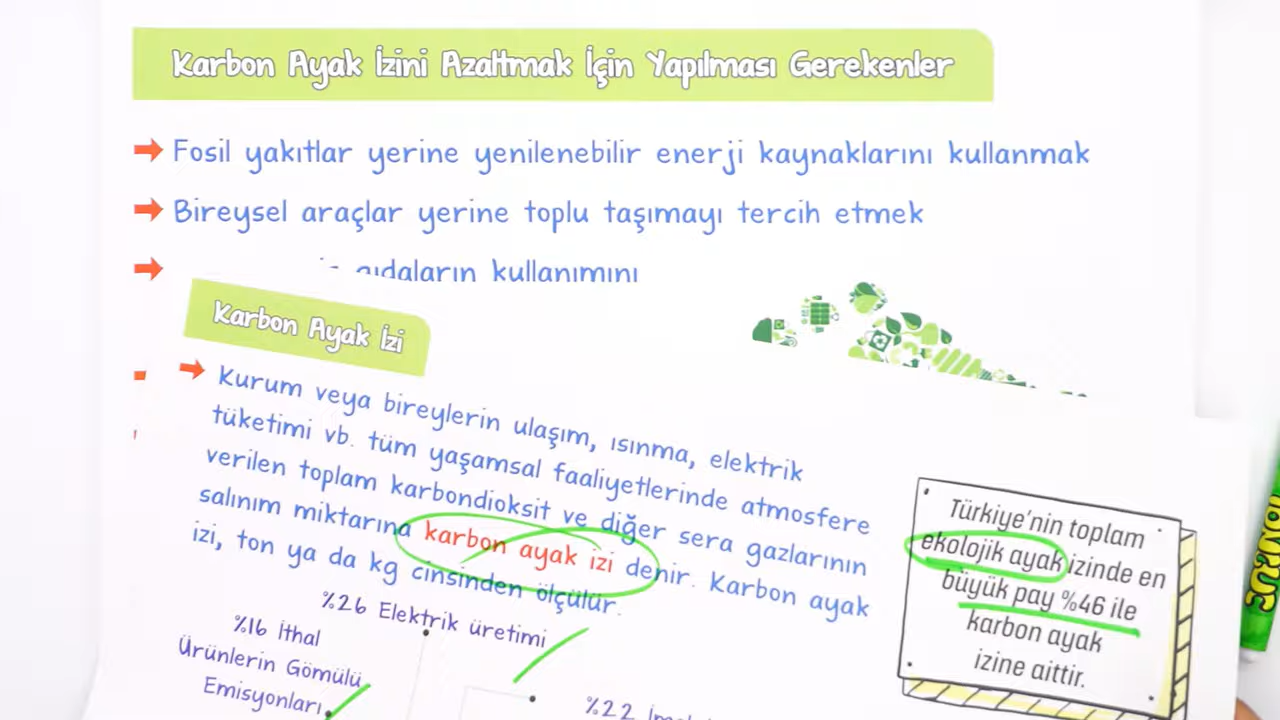 Karbon Ayak İzini Azaltmak İçin Yapılması Gerekenler
Fosil yakıtlar yerine yenilenebilir enerji kaynaklarını kullanmak
Bireysel araçlar yerine toplu taşımayı tercih etmek
gıdaların kullanımını
Karbon Ayak İzi
Kurum veya bireylerin ulaşım, ısınma, elektrik
tüketimi vb. tüm yaşamsal faaliyetlerinde atmosfere
verilen toplam karbondioksit ve diğer sera gazlarının
salınım miktarına karbon ayak izi denir. Karbon ayak
izi, ton ya da kg cinsinden ölçülür.
%26 Elektrik üretimi
%16 İthal
Ürünlerin Gömülü
Emisyonları
%22
Türkiye'nin toplam
ekolojik ayak izinde en
büyük pay %46 ile
karbon ayak
izine aittir.